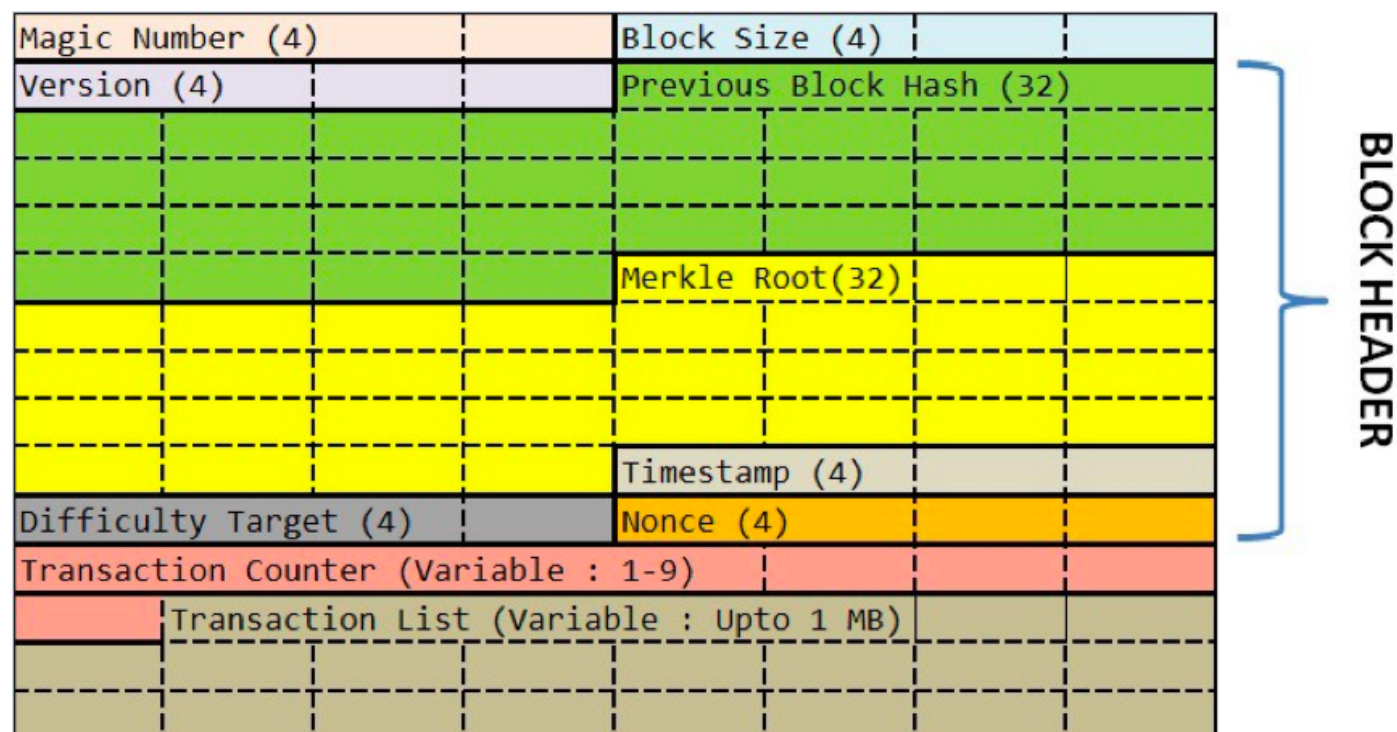 Magic Number (4)
Block Size (4)
Version (4)
Previous Block Hash (32)
Merkle Root(32)
Timestamp (4)
Difficulty Target (4)
Nonce (4)
Transaction Counter (Variable : 1-9)
Transaction List (Variable : Upto 1 MB)
BLOCK HEADER